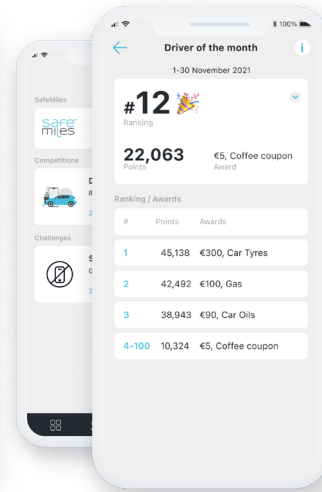 SafeMiles
safe
miles
Competitions
D
R
2
Challenges
S
G
2
100%
Driver of the month
i
1-30 November 2021
#12
Ranking
22,063
Points
€5, Coffee coupon
Award
Ranking / Awards
# Points Awards
1 45,138 €300, Car Tyres
2 42,492 €100, Gas
3 38,943 €90, Car Oils
4-100 10,324 €5, Coffee coupon